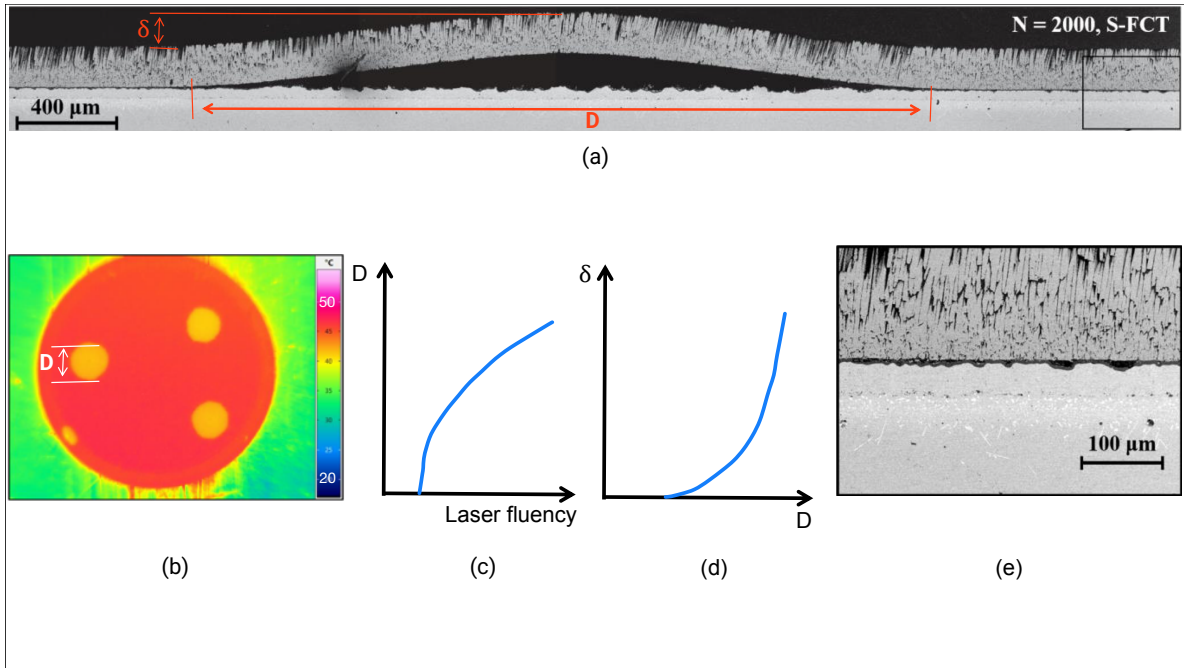 δ
N = 2000, S-FCT
400 µm
D
(a)
°C
50
45
40
35
30
25
20
D
D
Laser fluency
δ
D
100 µm
(b)
(c)
(d)
(e)